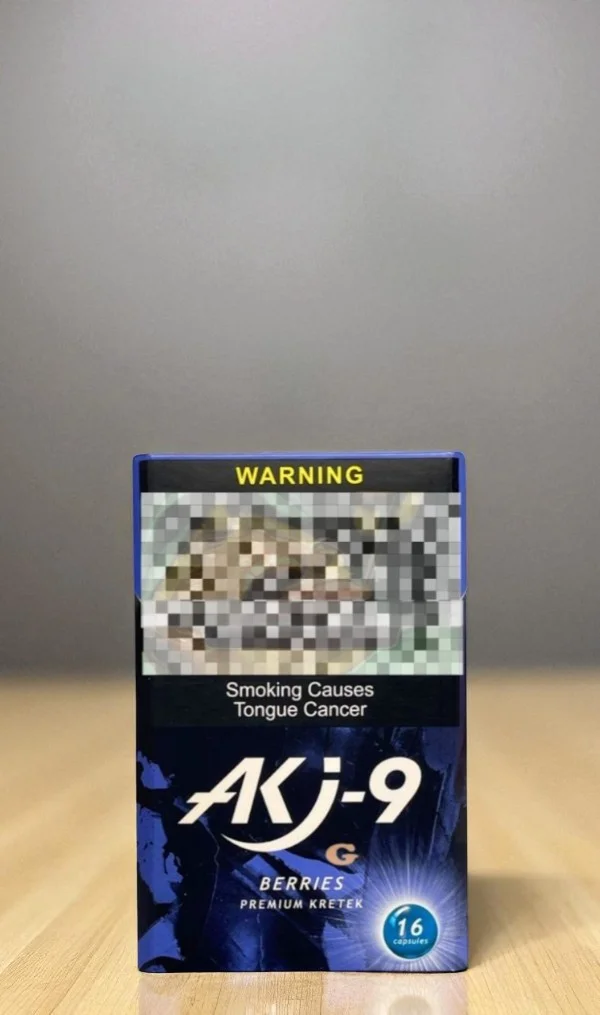 WARNING
Smoking Causes
Tongue Cancer
AKj-9
G
BERRIES
PREMIUM KRETEK
16
capsules